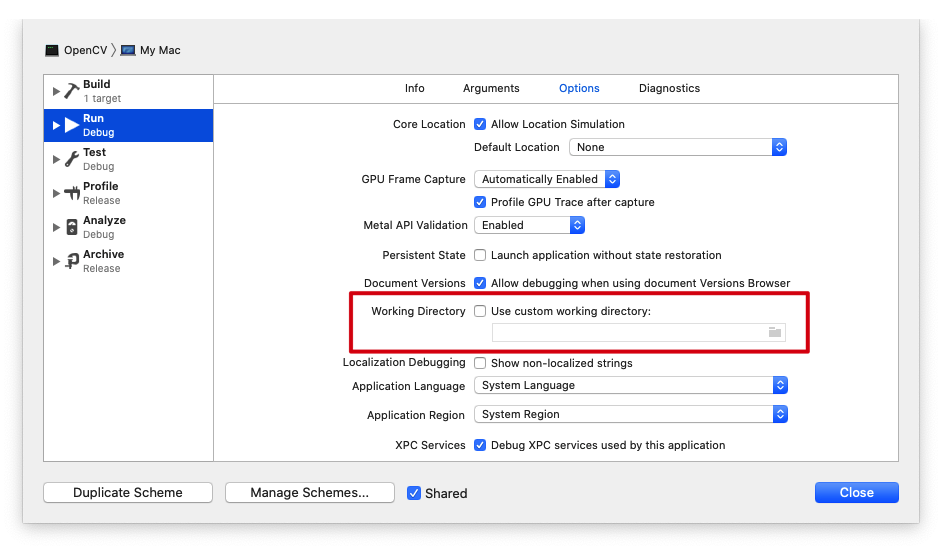 OpenCV 〉 My Mac
Build
1 target
Run
Debug
Test
Debug
Profile
Release
Analyze
Debug
Archive
Release
Info Arguments Options Diagnostics
Core Location Allow Location Simulation
Default Location None
GPU Frame Capture Automatically Enabled
Profile GPU Trace after capture
Metal API Validation Enabled
Persistent State Launch application without state restoration
Document Versions Allow debugging when using document Versions Browser
Working Directory Use custom working directory:
Localization Debugging Show non-localized strings
Application Language System Language
Application Region System Region
XPC Services Debug XPC services used by this application
Duplicate Scheme Manage Schemes... Shared Close